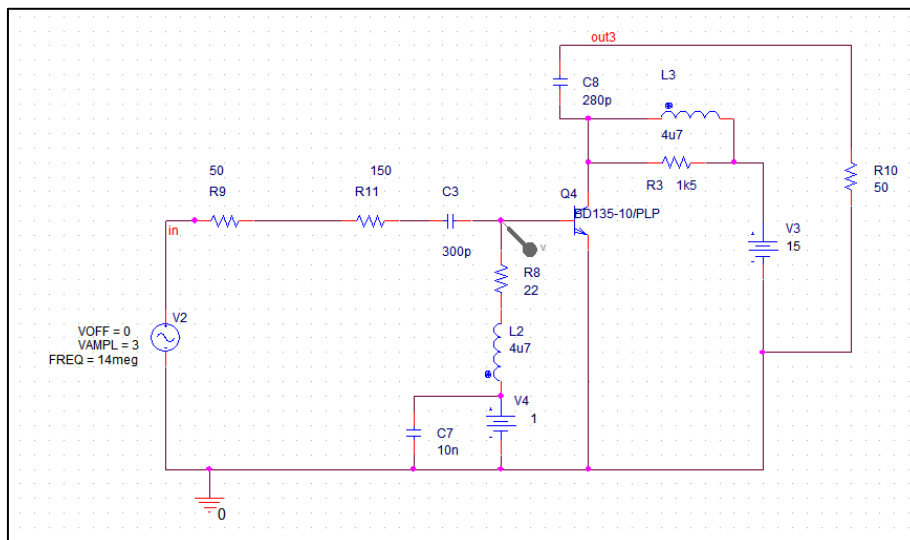 out3
C8
280p
L3
4u7
R3 1k5
R10
50
50
R9
150
R11
C3
300p
in
Q4
BD135-10/PLP
V
R8
22
V3
15
-
V2
VOFF = 0
VAMPL = 3
FREQ = 14meg
-
L2
4u7
V4
1
-
C7
10n
0